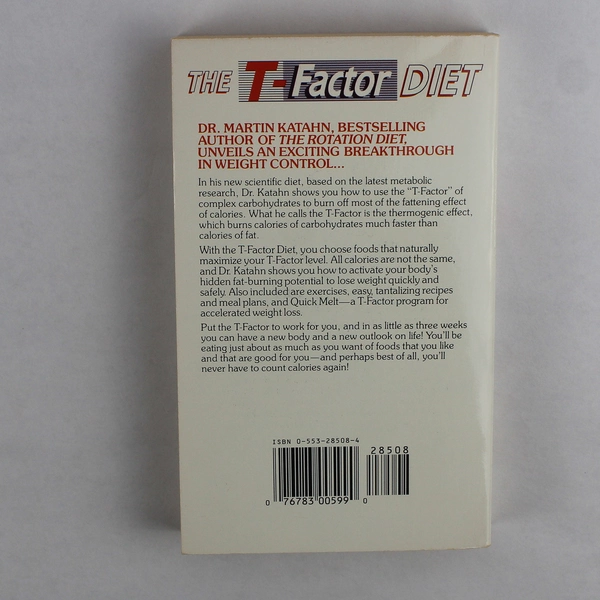 THE T-Factor DIET
DR. MARTIN KATAHN, BESTSELLING
AUTHOR OF THE ROTATION DIET,
UNVEILS AN EXCITING BREAKTHROUGH
IN WEIGHT CONTROL...
In his new scientific diet, based on the latest metabolic
research, Dr. Katahn shows you how to use the "T-Factor" of
complex carbohydrates to burn off most of the fattening effect
of calories. What he calls the T-Factor is the thermogenic effect,
which burns calories of carbohydrates much faster than
calories of fat.
With the T-Factor Diet, you choose foods that naturally
maximize your T-Factor level. All calories are not the same,
and Dr. Katahn shows you how to activate your body's
hidden fat-burning potential to lose weight quickly and
safely. Also included are exercises, easy, tantalizing recipes
and meal plans, and Quick Melt—a T-Factor program for
accelerated weight loss.
Put the T-Factor to work for you, and in as little as three weeks
you can have a new body and a new outlook on life! You'll be
eating just about as much as you want of foods that you like
and that are good for you—and perhaps best of all, you'll
never have to count calories again!
ISBN 0-553-28508-4
28508
0 76783 00599 0